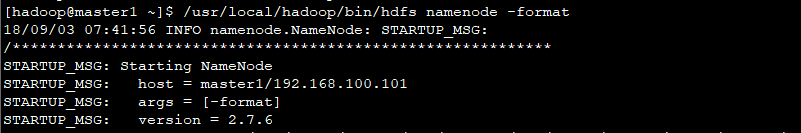 [hadoop@master1 ~]$ /usr/local/hadoop/bin/hdfs namenode -format
18/09/03 07:41:56 INFO namenode.NameNode: STARTUP_MSG:
/************************************************************
STARTUP_MSG: Starting NameNode
STARTUP_MSG:   host = master1/192.168.100.101
STARTUP_MSG:   args = [-format]
STARTUP_MSG:   version = 2.7.6